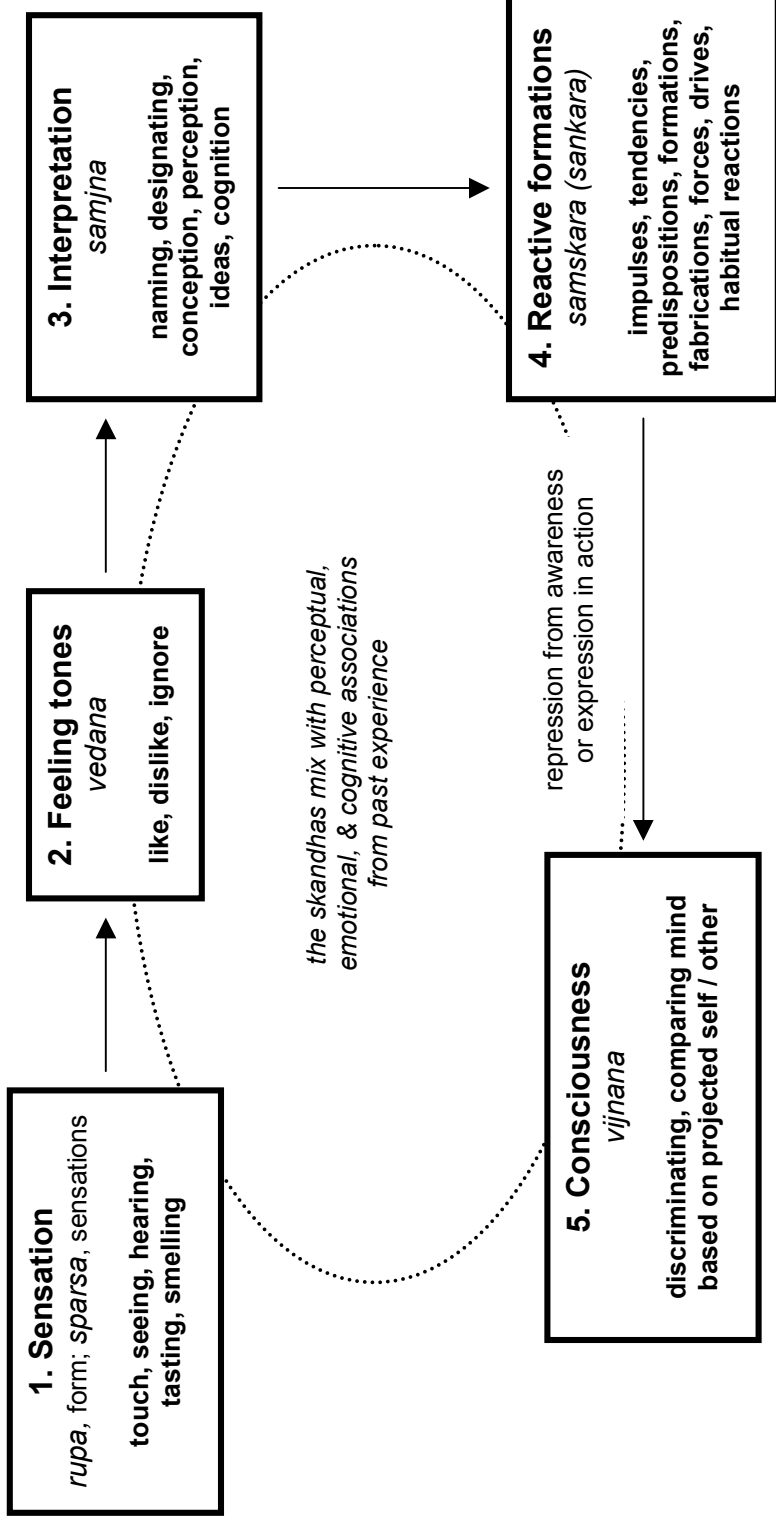 1. Sensation
rupa, form; sparsa, sensations
touch, seeing, hearing,
tasting, smelling
2. Feeling tones
vedana
like, dislike, ignore
3. Interpretation
samjna
naming, designating,
conception, perception,
ideas, cognition
the skandhas mix with perceptual,
emotional, & cognitive associations
from past experience
4. Reactive formations
samskara (sankara)
impulses, tendencies,
predispositions, formations,
fabrications, forces, drives,
habitual reactions
repression from awareness
or expression in action
5. Consciousness
vijnana
discriminating, comparing mind
based on projected self / other